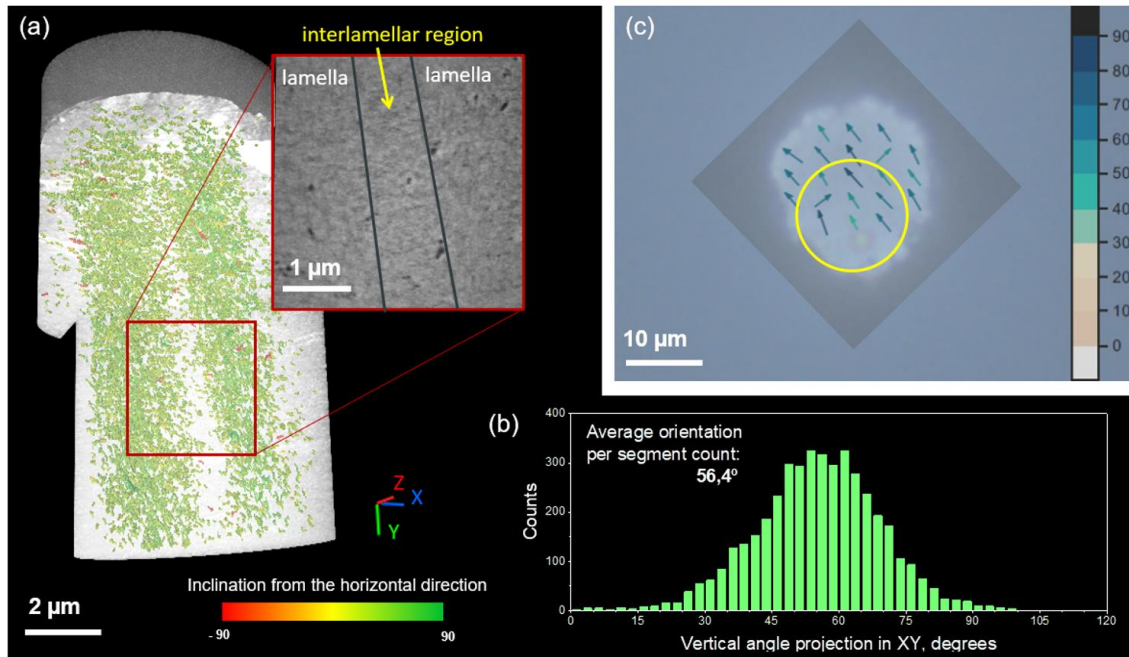 (a)
interlamellar region
lamella
lamella
1 µm
Z
X
Y
Inclination from the horizontal direction
- 90
90
2 µm
(c)
90
80
70
60
50
40
30
20
10
0
10 µm
(b)
Average orientation
per segment count:
56,4º
400
300
200
100
0
Counts
0 15 30 45 60 75 90 105 120
Vertical angle projection in XY, degrees